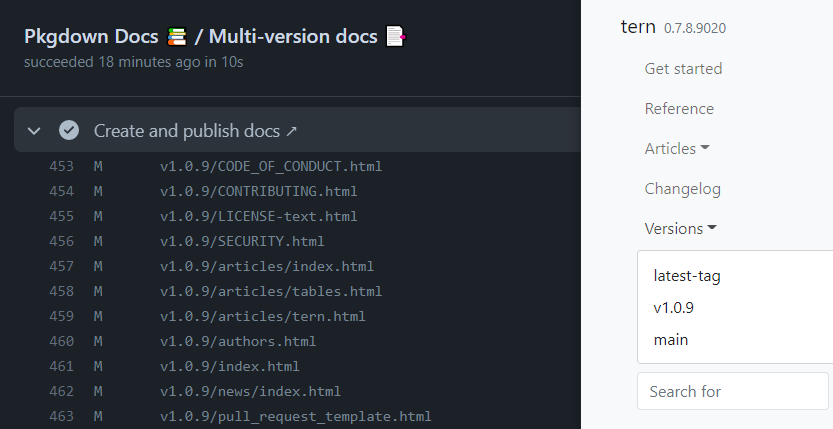 Pkgdown Docs 📚 / Multi-version docs 📑
succeeded 18 minutes ago in 10s
Create and publish docs ↗
453 M v1.0.9/CODE_OF_CONDUCT.html
454 M v1.0.9/CONTRIBUTING.html
455 M v1.0.9/LICENSE-text.html
456 M v1.0.9/SECURITY.html
457 M v1.0.9/articles/index.html
458 M v1.0.9/articles/tables.html
459 M v1.0.9/articles/tern.html
460 M v1.0.9/authors.html
461 M v1.0.9/index.html
462 M v1.0.9/news/index.html
463 M v1.0.9/pull_request_template.html
tern 0.7.8.9020
Get started
Reference
Articles
Changelog
Versions
latest-tag
v1.0.9
main
Search for